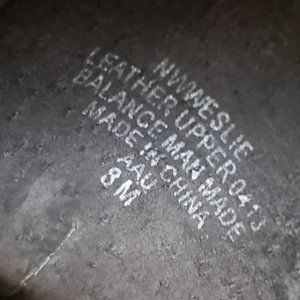 NWWESLIE
LEATHER UPPER 0413
BALANCE MAN MADE
MADE IN CHINA
AAU
8 M